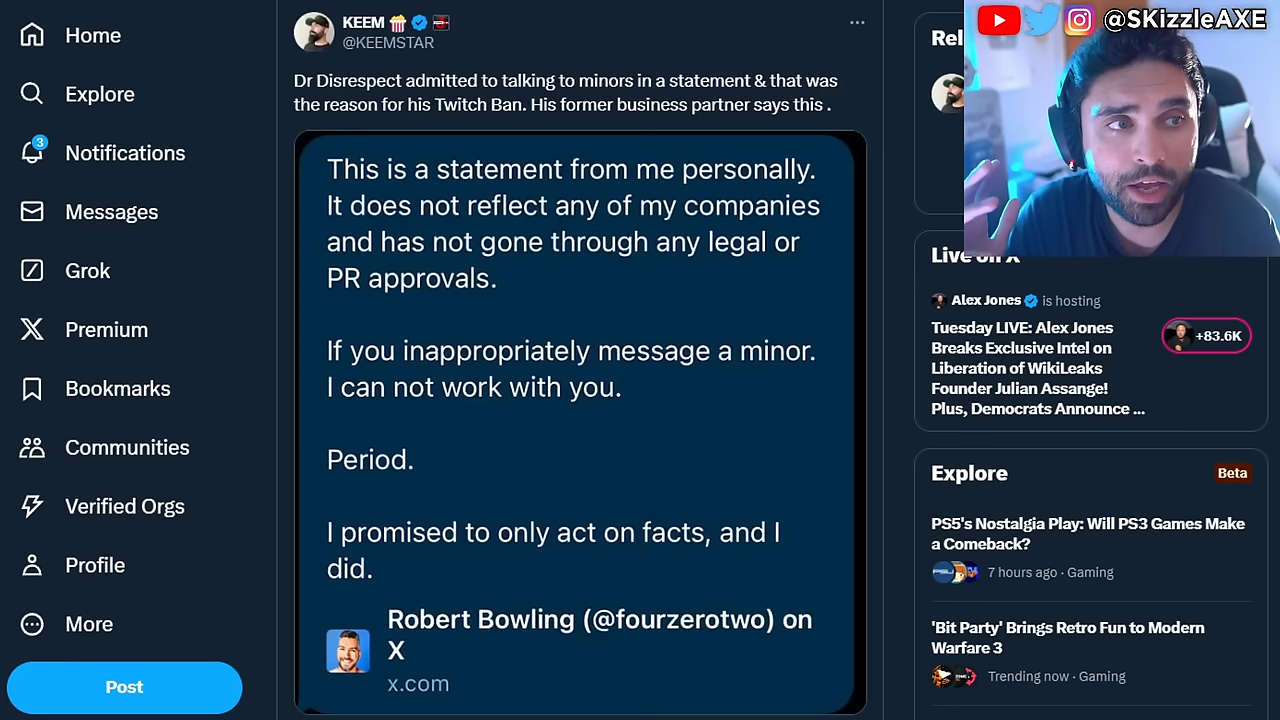 Home
Explore
3
Notifications
Messages
Grok
Premium
Bookmarks
Communities
Verified Orgs
Profile
More
Post
KEEM
@KEEMSTAR
Dr Disrespect admitted to talking to minors in a statement & that was
the reason for his Twitch Ban. His former business partner says this .
This is a statement from me personally.
It does not reflect any of my companies
and has not gone through any legal or
PR approvals.
If you inappropriately message a minor.
I can not work with you.
Period.
I promised to only act on facts, and I
did.
Robert Bowling (@fourzerotwo) on
X
x.com
@SKizzleAXE
Rel
Live on X
Alex Jones is hosting
Tuesday LIVE: Alex Jones
Breaks Exclusive Intel on
Liberation of WikiLeaks
Founder Julian Assange!
Plus, Democrats Announce ...
+83.6K
Explore
Beta
PS5's Nostalgia Play: Will PS3 Games Make
a Comeback?
7 hours ago · Gaming
'Bit Party' Brings Retro Fun to Modern
Warfare 3
Trending now · Gaming